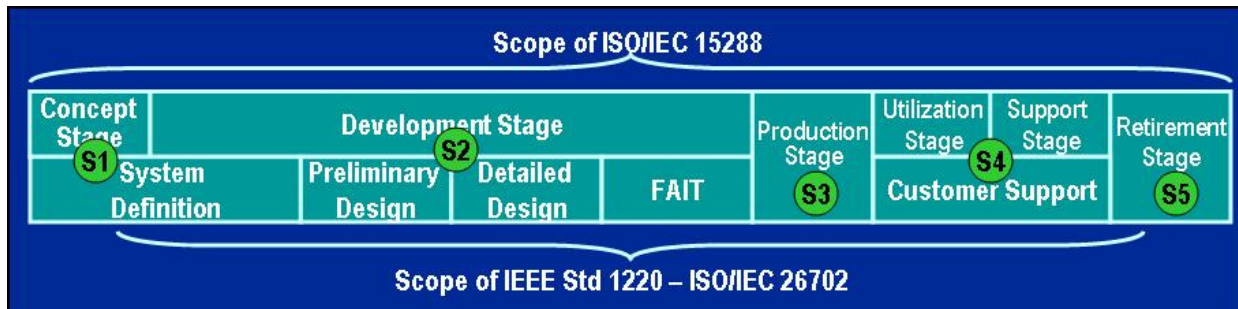 Scope of ISO/IEC 15288
Concept
Stage
S1
Development Stage
S2
Production
Stage
S3
Utilization
Stage
Support
Stage
S4
Retirement
Stage
S5
System
Definition
Preliminary
Design
Detailed
Design
FAIT
Customer Support
Scope of IEEE Std 1220 – ISO/IEC 26702